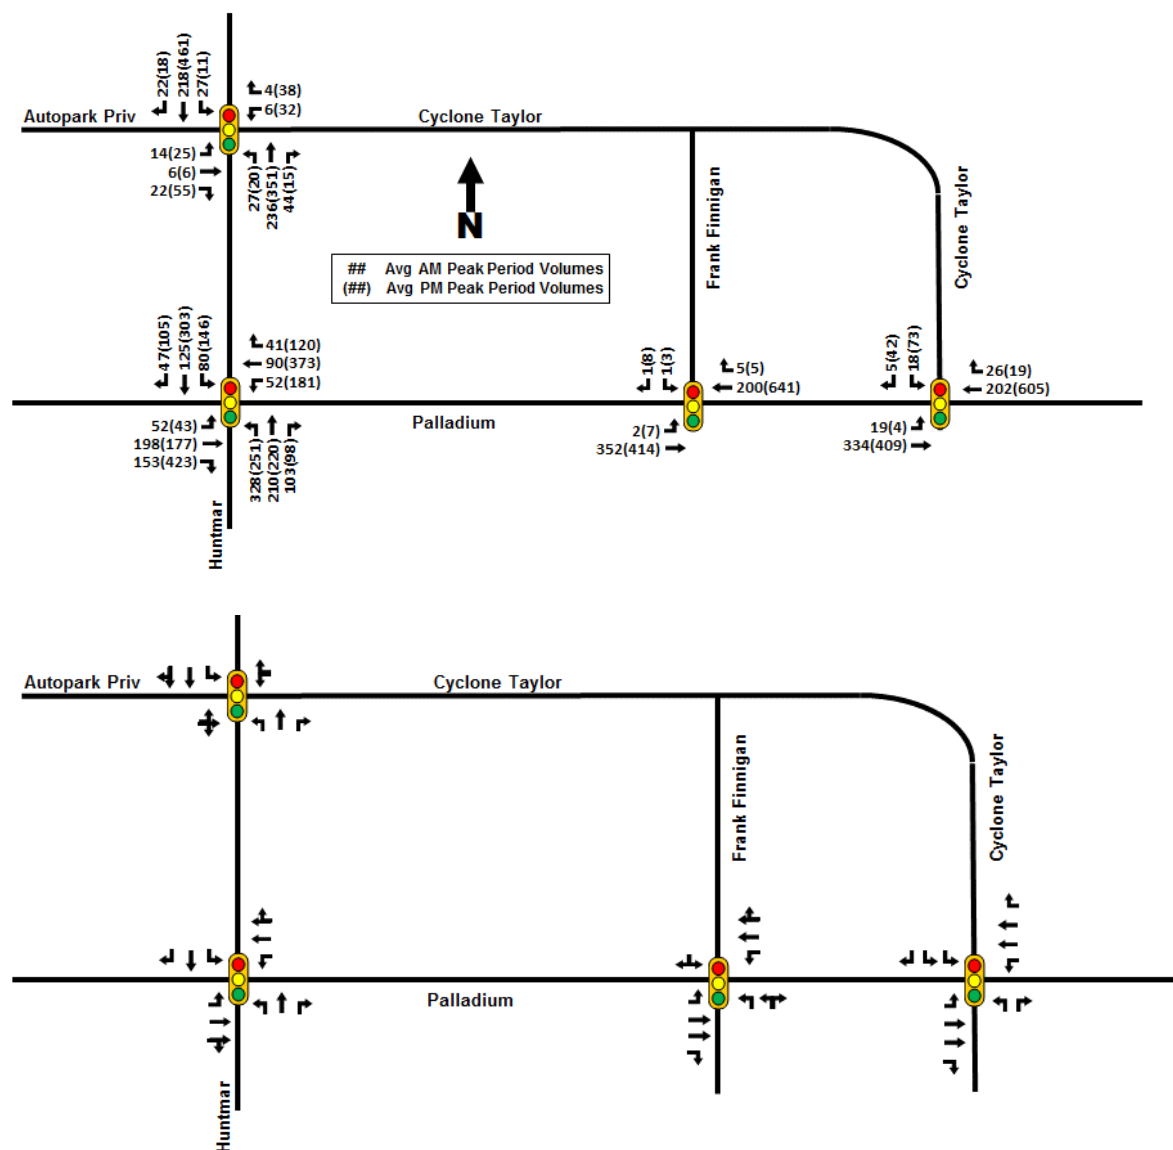 22(18)
218(461)
27(11)
4(38)
6(32)
Autopark Priv
Cyclone Taylor
14(25)
6(6)
22(55)
27(20)
236(351)
44(15)
N
Frank Finnigan
Cyclone Taylor
## Avg AM Peak Period Volumes
(##) Avg PM Peak Period Volumes
47(105)
125(303)
80(146)
41(120)
90(373)
52(181)
1(8)
1(3)
5(5)
200(641)
5(42)
18(73)
26(19)
202(605)
Palladium
52(43)
198(177)
153(423)
328(251)
210(220)
103(98)
2(7)
352(414)
19(4)
334(409)
Huntmar
Autopark Priv
Cyclone Taylor
Frank Finnigan
Cyclone Taylor
Palladium
Huntmar